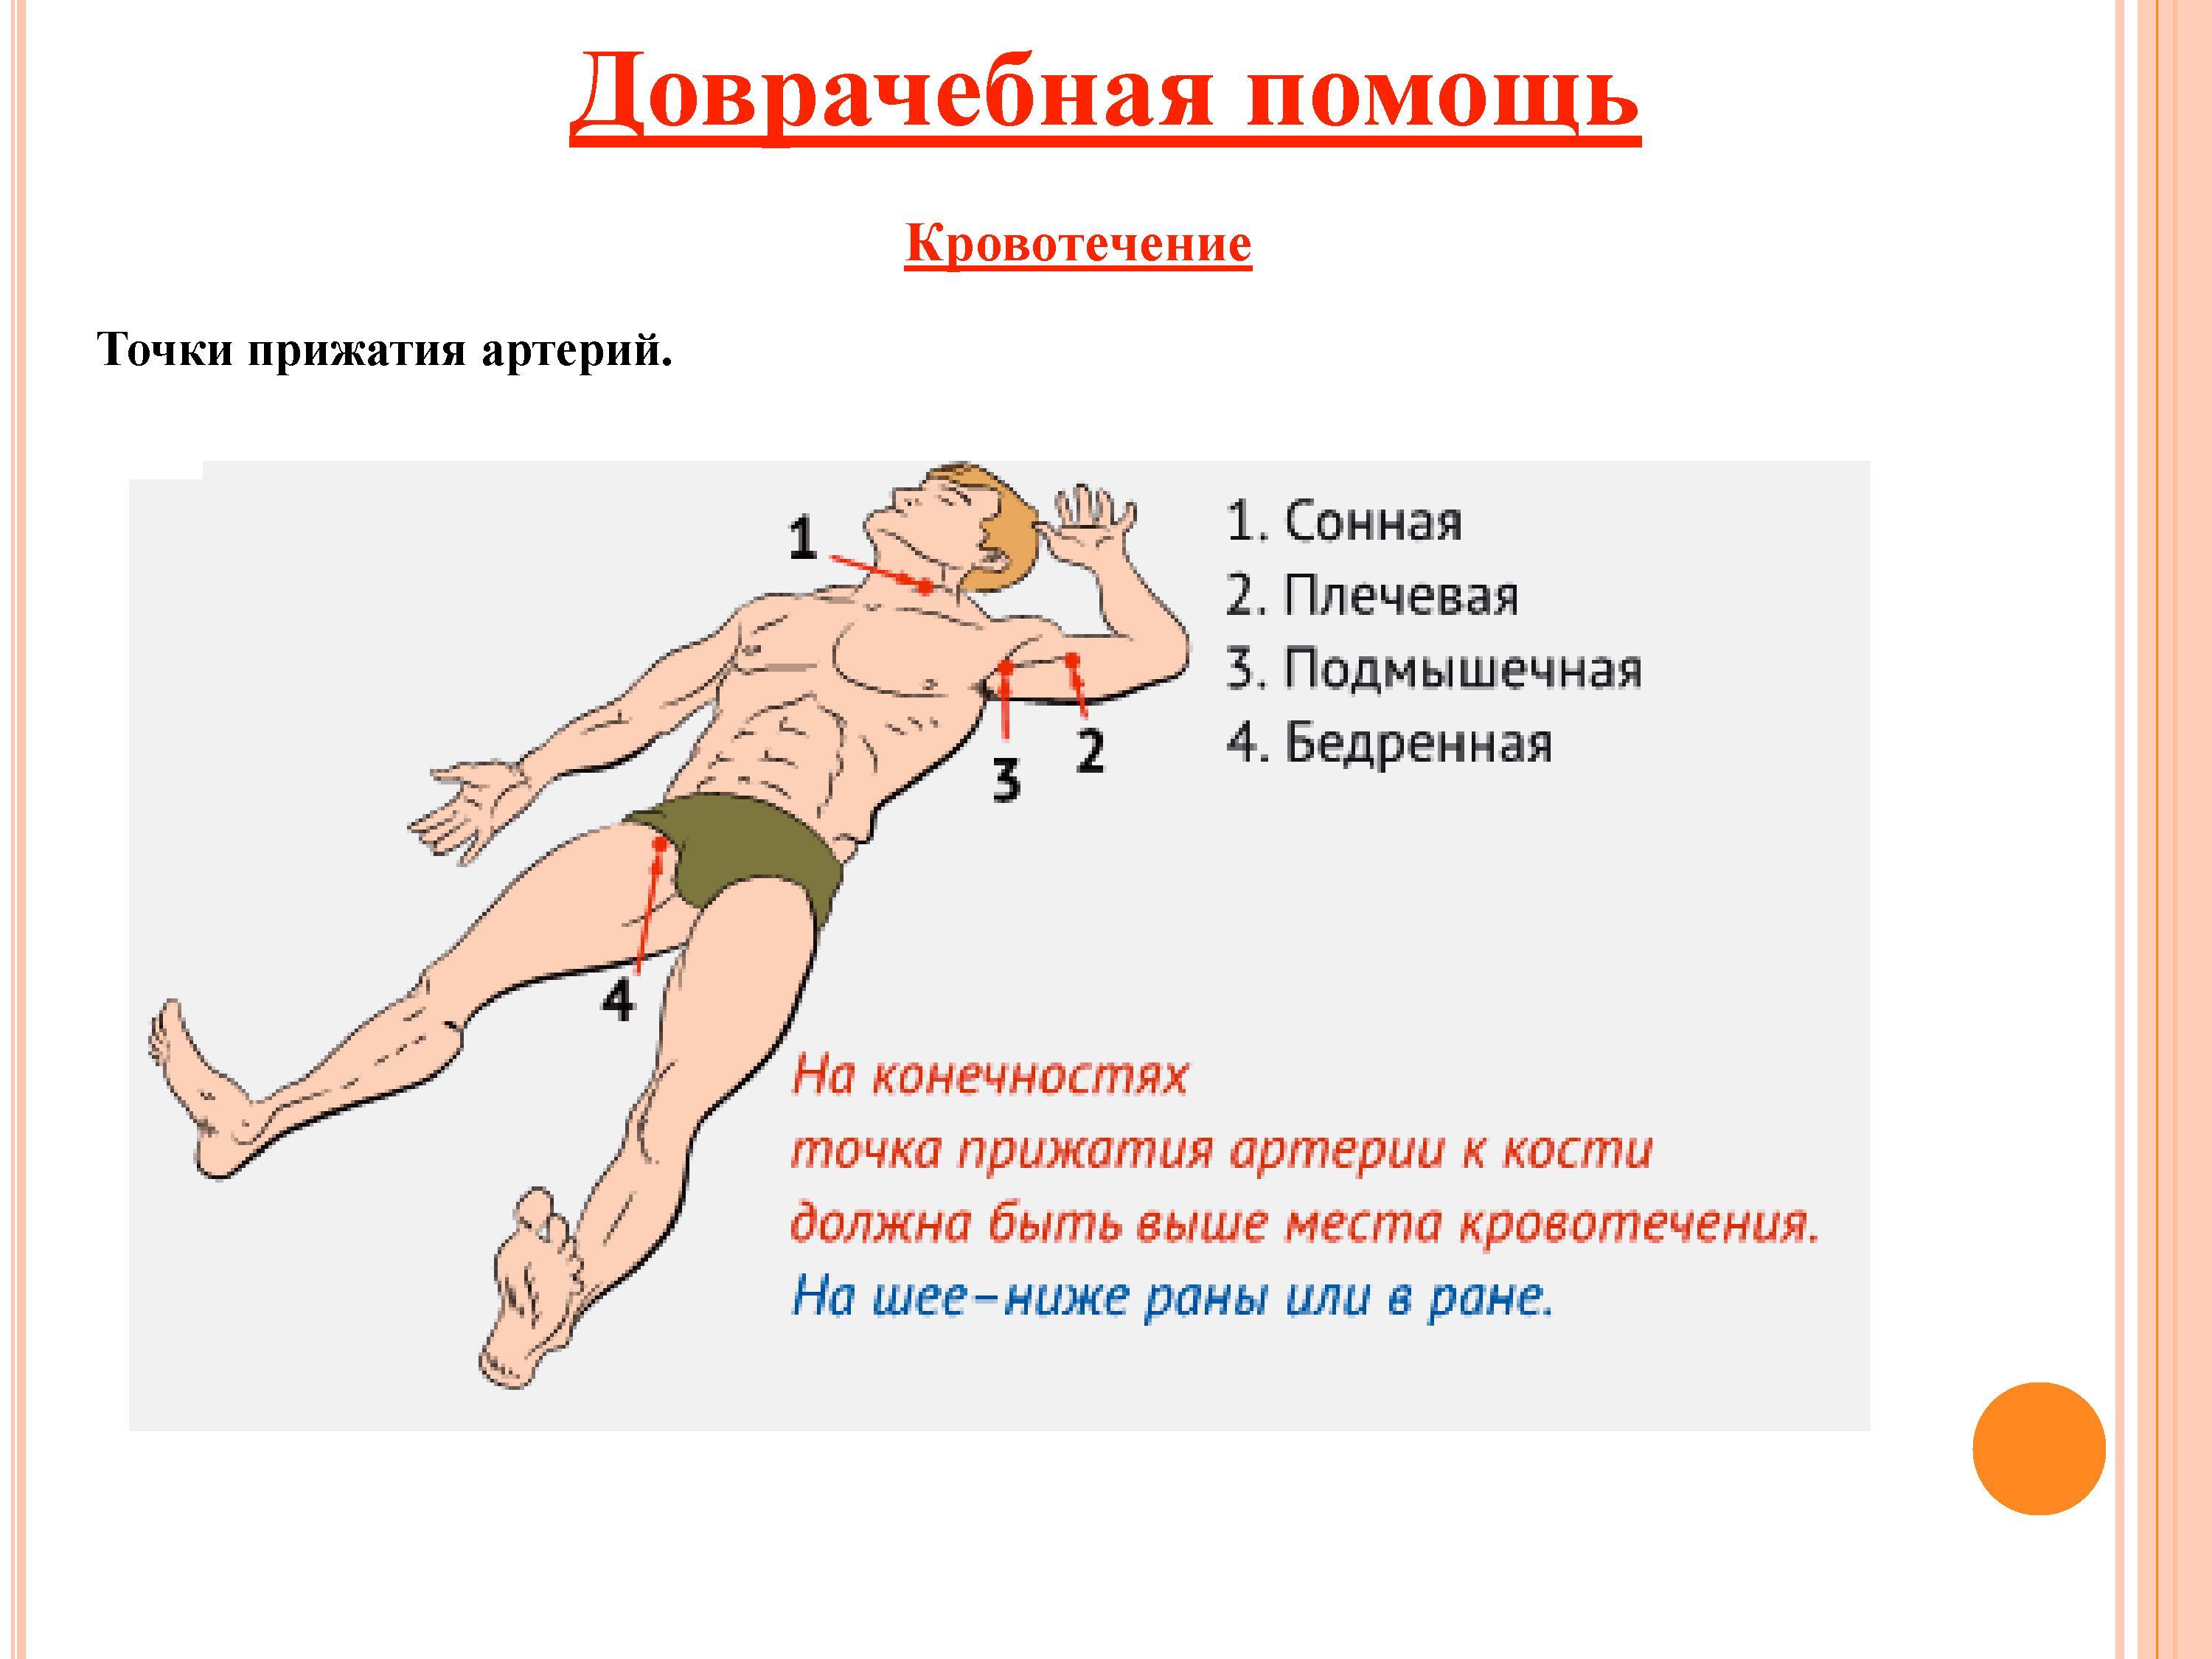 Доврачебная помощь
Кровотечение
Точки прижатия артерий.
1
2
3
4
1. Сонная
2. Плечевая
3. Подмышечная
4. Бедренная
На конечностях
точка прижатия артерии к кости
должна быть выше места кровотечения.
На шее–ниже раны или в ране.